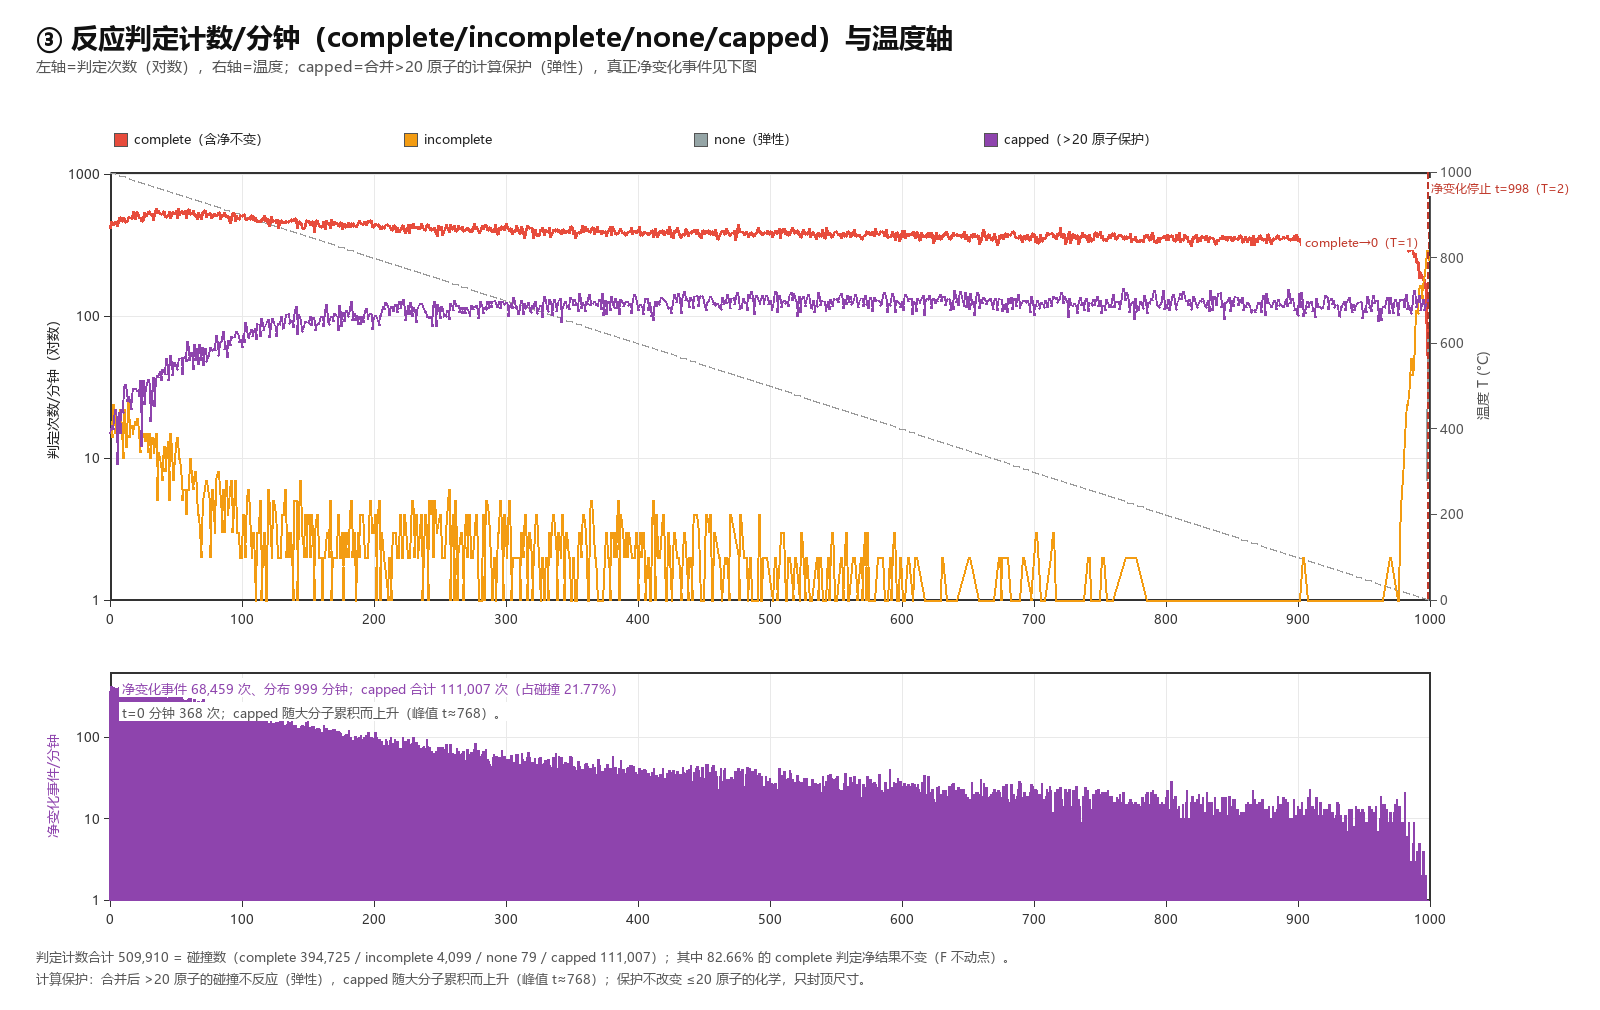 ③ 反应判定计数/分钟（complete/incomplete/none/capped）与温度轴
左轴=判定次数（对数），右轴=温度；capped=合并>20 原子的计算保护（弹性），真正净变化事件见下图
complete（含净不变）
incomplete
none（弹性）
capped（>20 原子保护）
1000
100
10
1
判定次数/分钟（对数）
1000
800
600
400
200
0
温度 T (°C)
净变化停止 t=998（T=2）
complete→0（T=1）
0 100 200 300 400 500 600 700 800 900 1000
净变化事件 68,459 次、分布 999 分钟；capped 合计 111,007 次（占碰撞 21.77%）
t=0 分钟 368 次；capped 随大分子累积而上升（峰值 t≈768）。
100
10
1
净变化事件/分钟
0 100 200 300 400 500 600 700 800 900 1000
判定计数合计 509,910 = 碰撞数（complete 394,725 / incomplete 4,099 / none 79 / capped 111,007）；其中 82.66% 的 complete 判定净结果不变（F 不动点）。
计算保护：合并后 >20 原子的碰撞不反应（弹性），capped 随大分子累积而上升（峰值 t≈768）；保护不改变 ≤20 原子的化学，只封顶尺寸。